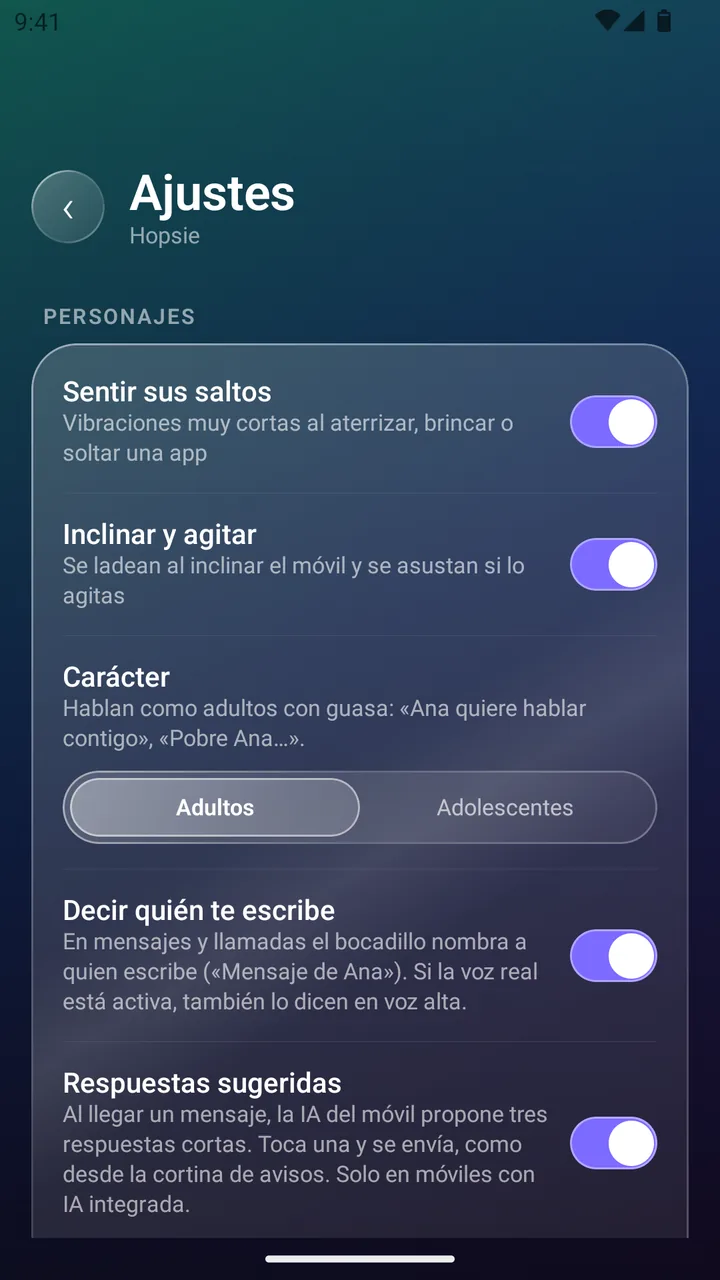 9:41
‹
Ajustes
Hopsie
PERSONAJES
Sentir sus saltos
Vibraciones muy cortas al aterrizar, brincar o
soltar una app
Inclinar y agitar
Se ladean al inclinar el móvil y se asustan si lo
agitas
Carácter
Hablan como adultos con guasa: «Ana quiere hablar
contigo», «Pobre Ana…».
Adultos
Adolescentes
Decir quién te escribe
En mensajes y llamadas el bocadillo nombra a
quien escribe («Mensaje de Ana»). Si la voz real
está activa, también lo dicen en voz alta.
Respuestas sugeridas
Al llegar un mensaje, la IA del móvil propone tres
respuestas cortas. Toca una y se envía, como
desde la cortina de avisos. Solo en móviles con
IA integrada.